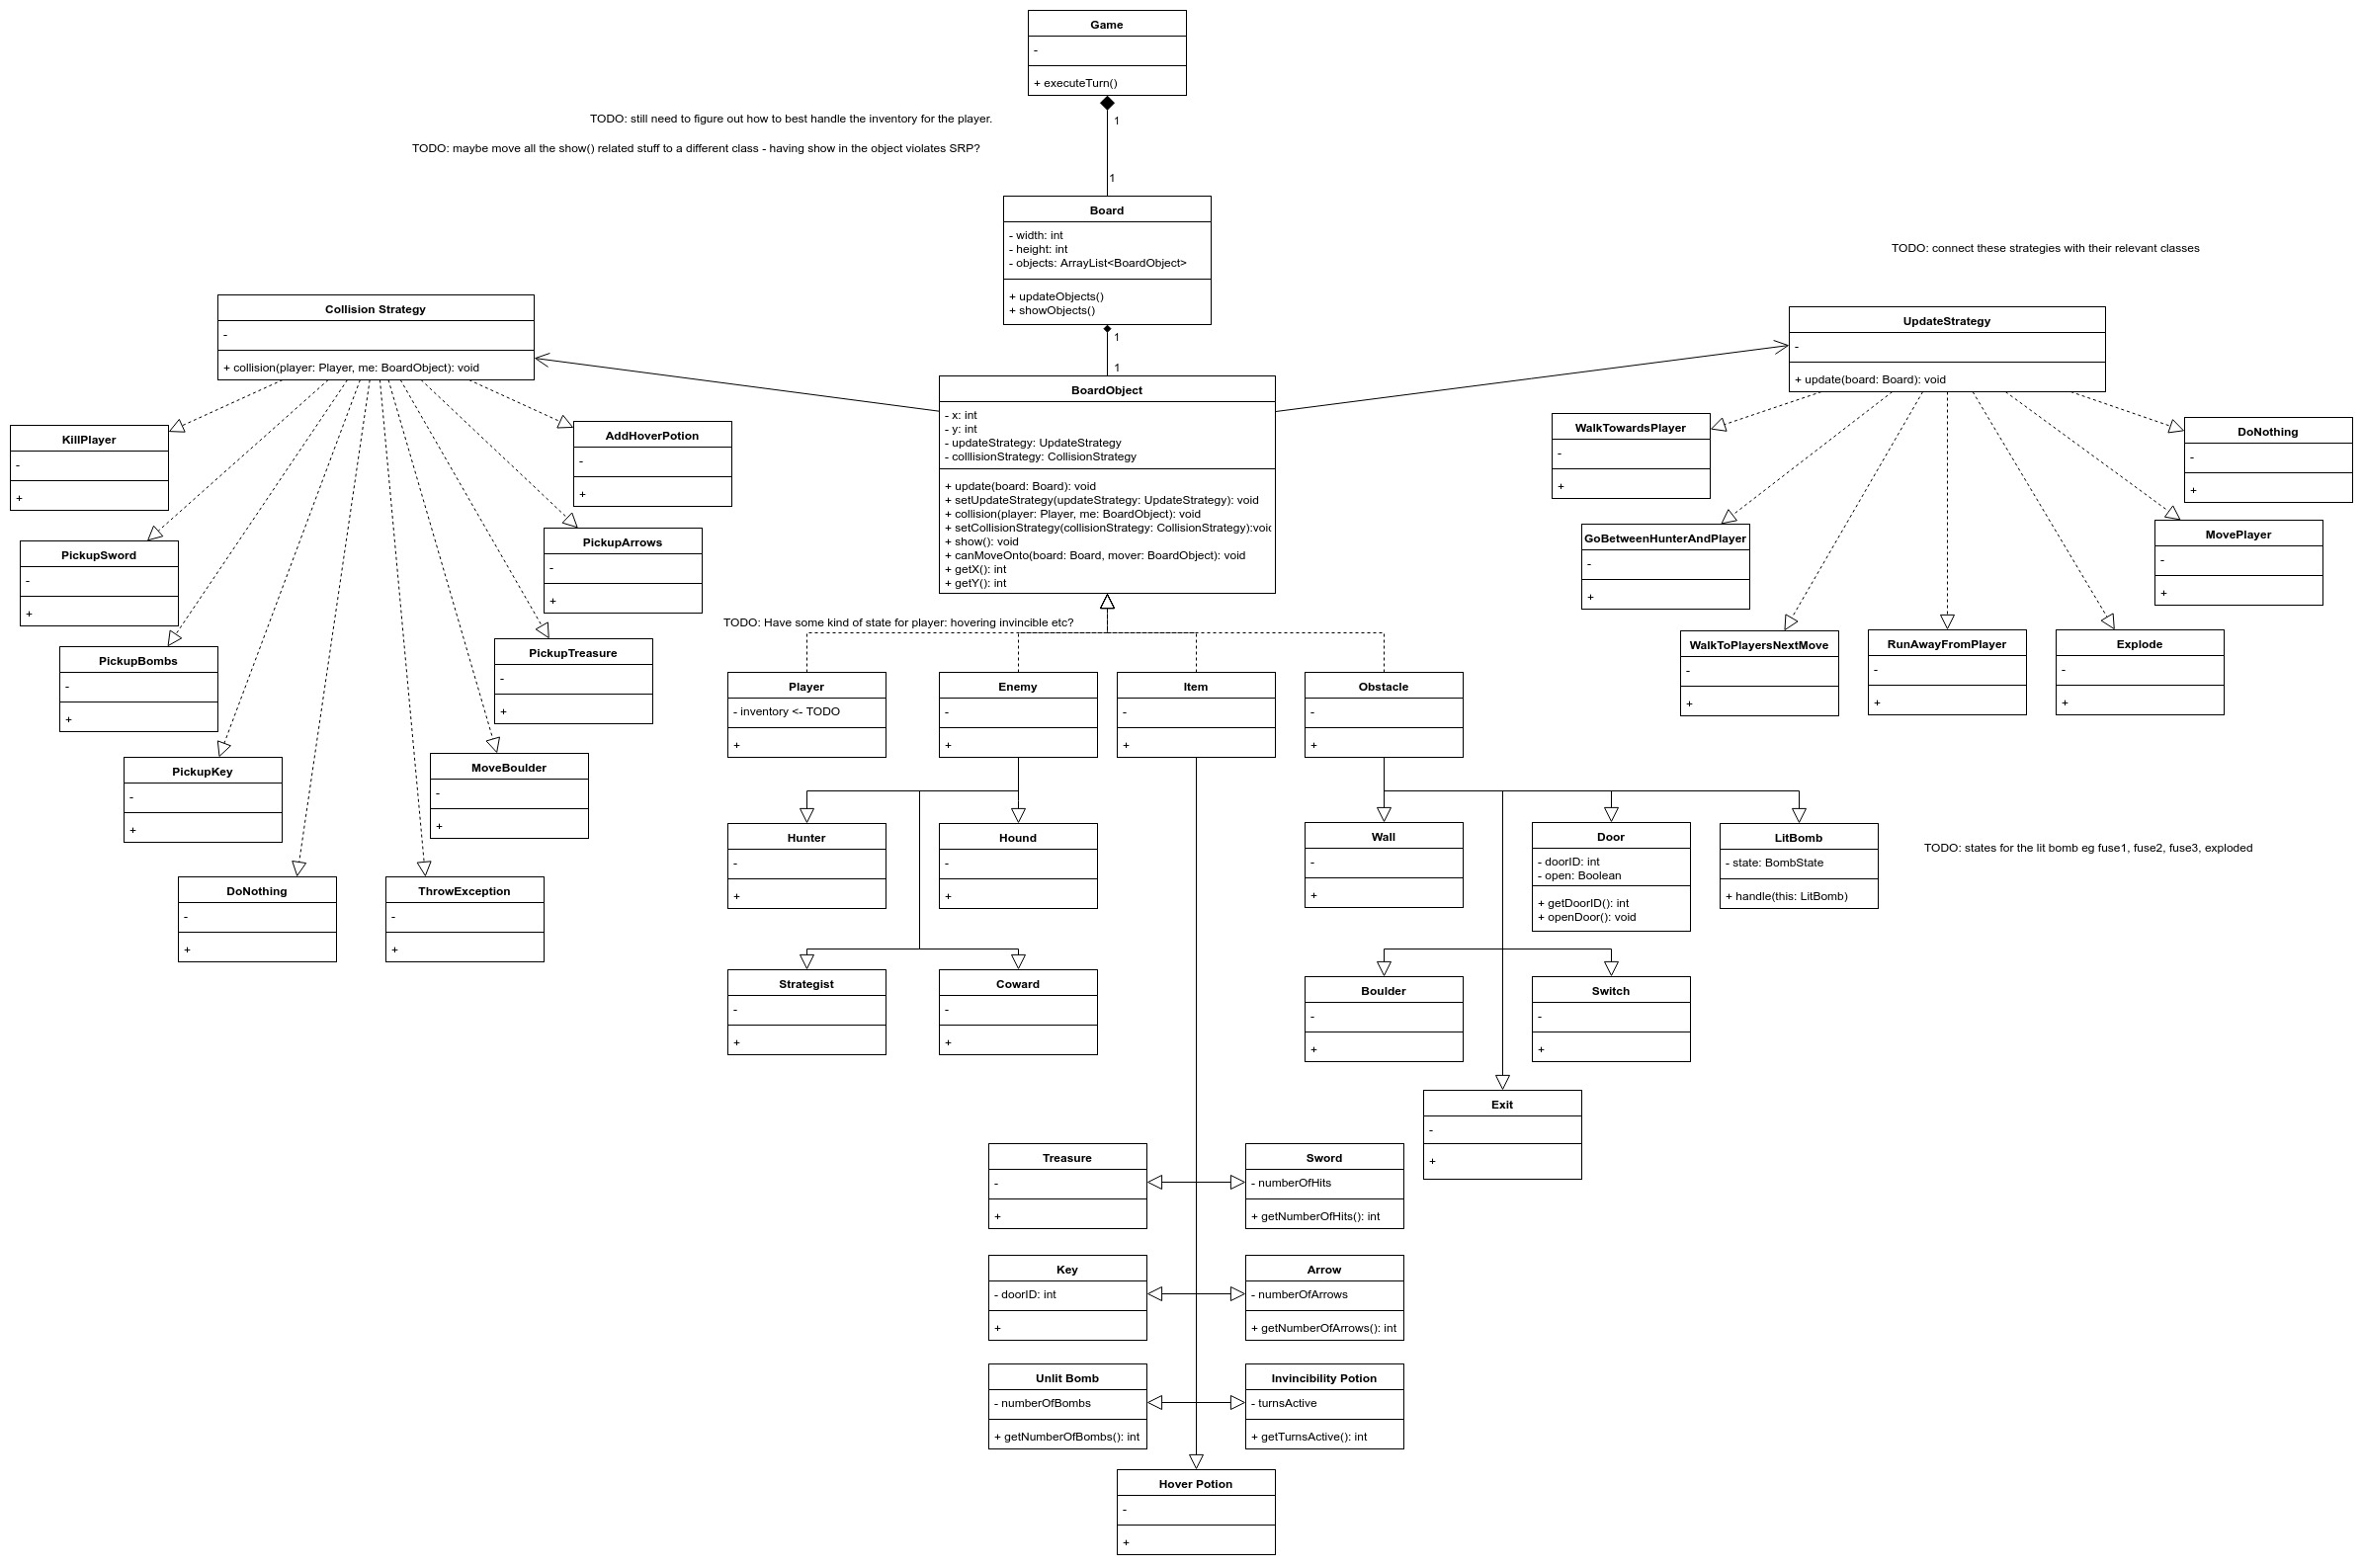 Game
-
+ executeTurn()
1
TODO: still need to figure out how to best handle the inventory for the player.
TODO: maybe move all the show() related stuff to a different class - having show in the object violates SRP?
1
Board
- width: int
- height: int
- objects: ArrayList<BoardObject>
+ updateObjects()
+ showObjects()
1
1
TODO: connect these strategies with their relevant classes
Collision Strategy
-
+ collision(player: Player, me: BoardObject): void
UpdateStrategy
-
+ update(board: Board): void
BoardObject
- x: int
- y: int
- updateStrategy: UpdateStrategy
- colllisionStrategy: CollisionStrategy
+ update(board: Board): void
+ setUpdateStrategy(updateStrategy: UpdateStrategy): void
+ collision(player: Player, me: BoardObject): void
+ setCollisionStrategy(collisionStrategy: CollisionStrategy):void
+ show(): void
+ canMoveOnto(board: Board, mover: BoardObject): void
+ getX(): int
+ getY(): int
KillPlayer
-
+
AddHoverPotion
-
+
PickupSword
-
+
PickupArrows
-
+
PickupBombs
-
+
PickupTreasure
-
+
PickupKey
-
+
MoveBoulder
-
+
DoNothing
-
+
ThrowException
-
+
WalkTowardsPlayer
-
+
DoNothing
-
+
GoBetweenHunterAndPlayer
-
+
MovePlayer
-
+
WalkToPlayersNextMove
-
+
RunAwayFromPlayer
-
+
Explode
-
+
TODO: Have some kind of state for player: hovering invincible etc?
Player
- inventory <- TODO
+
Enemy
-
+
Item
-
+
Obstacle
-
+
Hunter
-
+
Hound
-
+
Wall
-
+
Door
- doorID: int
- open: Boolean
+ getDoorID(): int
+ openDoor(): void
LitBomb
- state: BombState
+ handle(this: LitBomb)
TODO: states for the lit bomb eg fuse1, fuse2, fuse3, exploded
Strategist
-
+
Coward
-
+
Boulder
-
+
Switch
-
+
Exit
-
+
Treasure
-
+
Sword
- numberOfHits
+ getNumberOfHits(): int
Key
- doorID: int
+
Arrow
- numberOfArrows
+ getNumberOfArrows(): int
Unlit Bomb
- numberOfBombs
+ getNumberOfBombs(): int
Invincibility Potion
- turnsActive
+ getTurnsActive(): int
Hover Potion
-
+